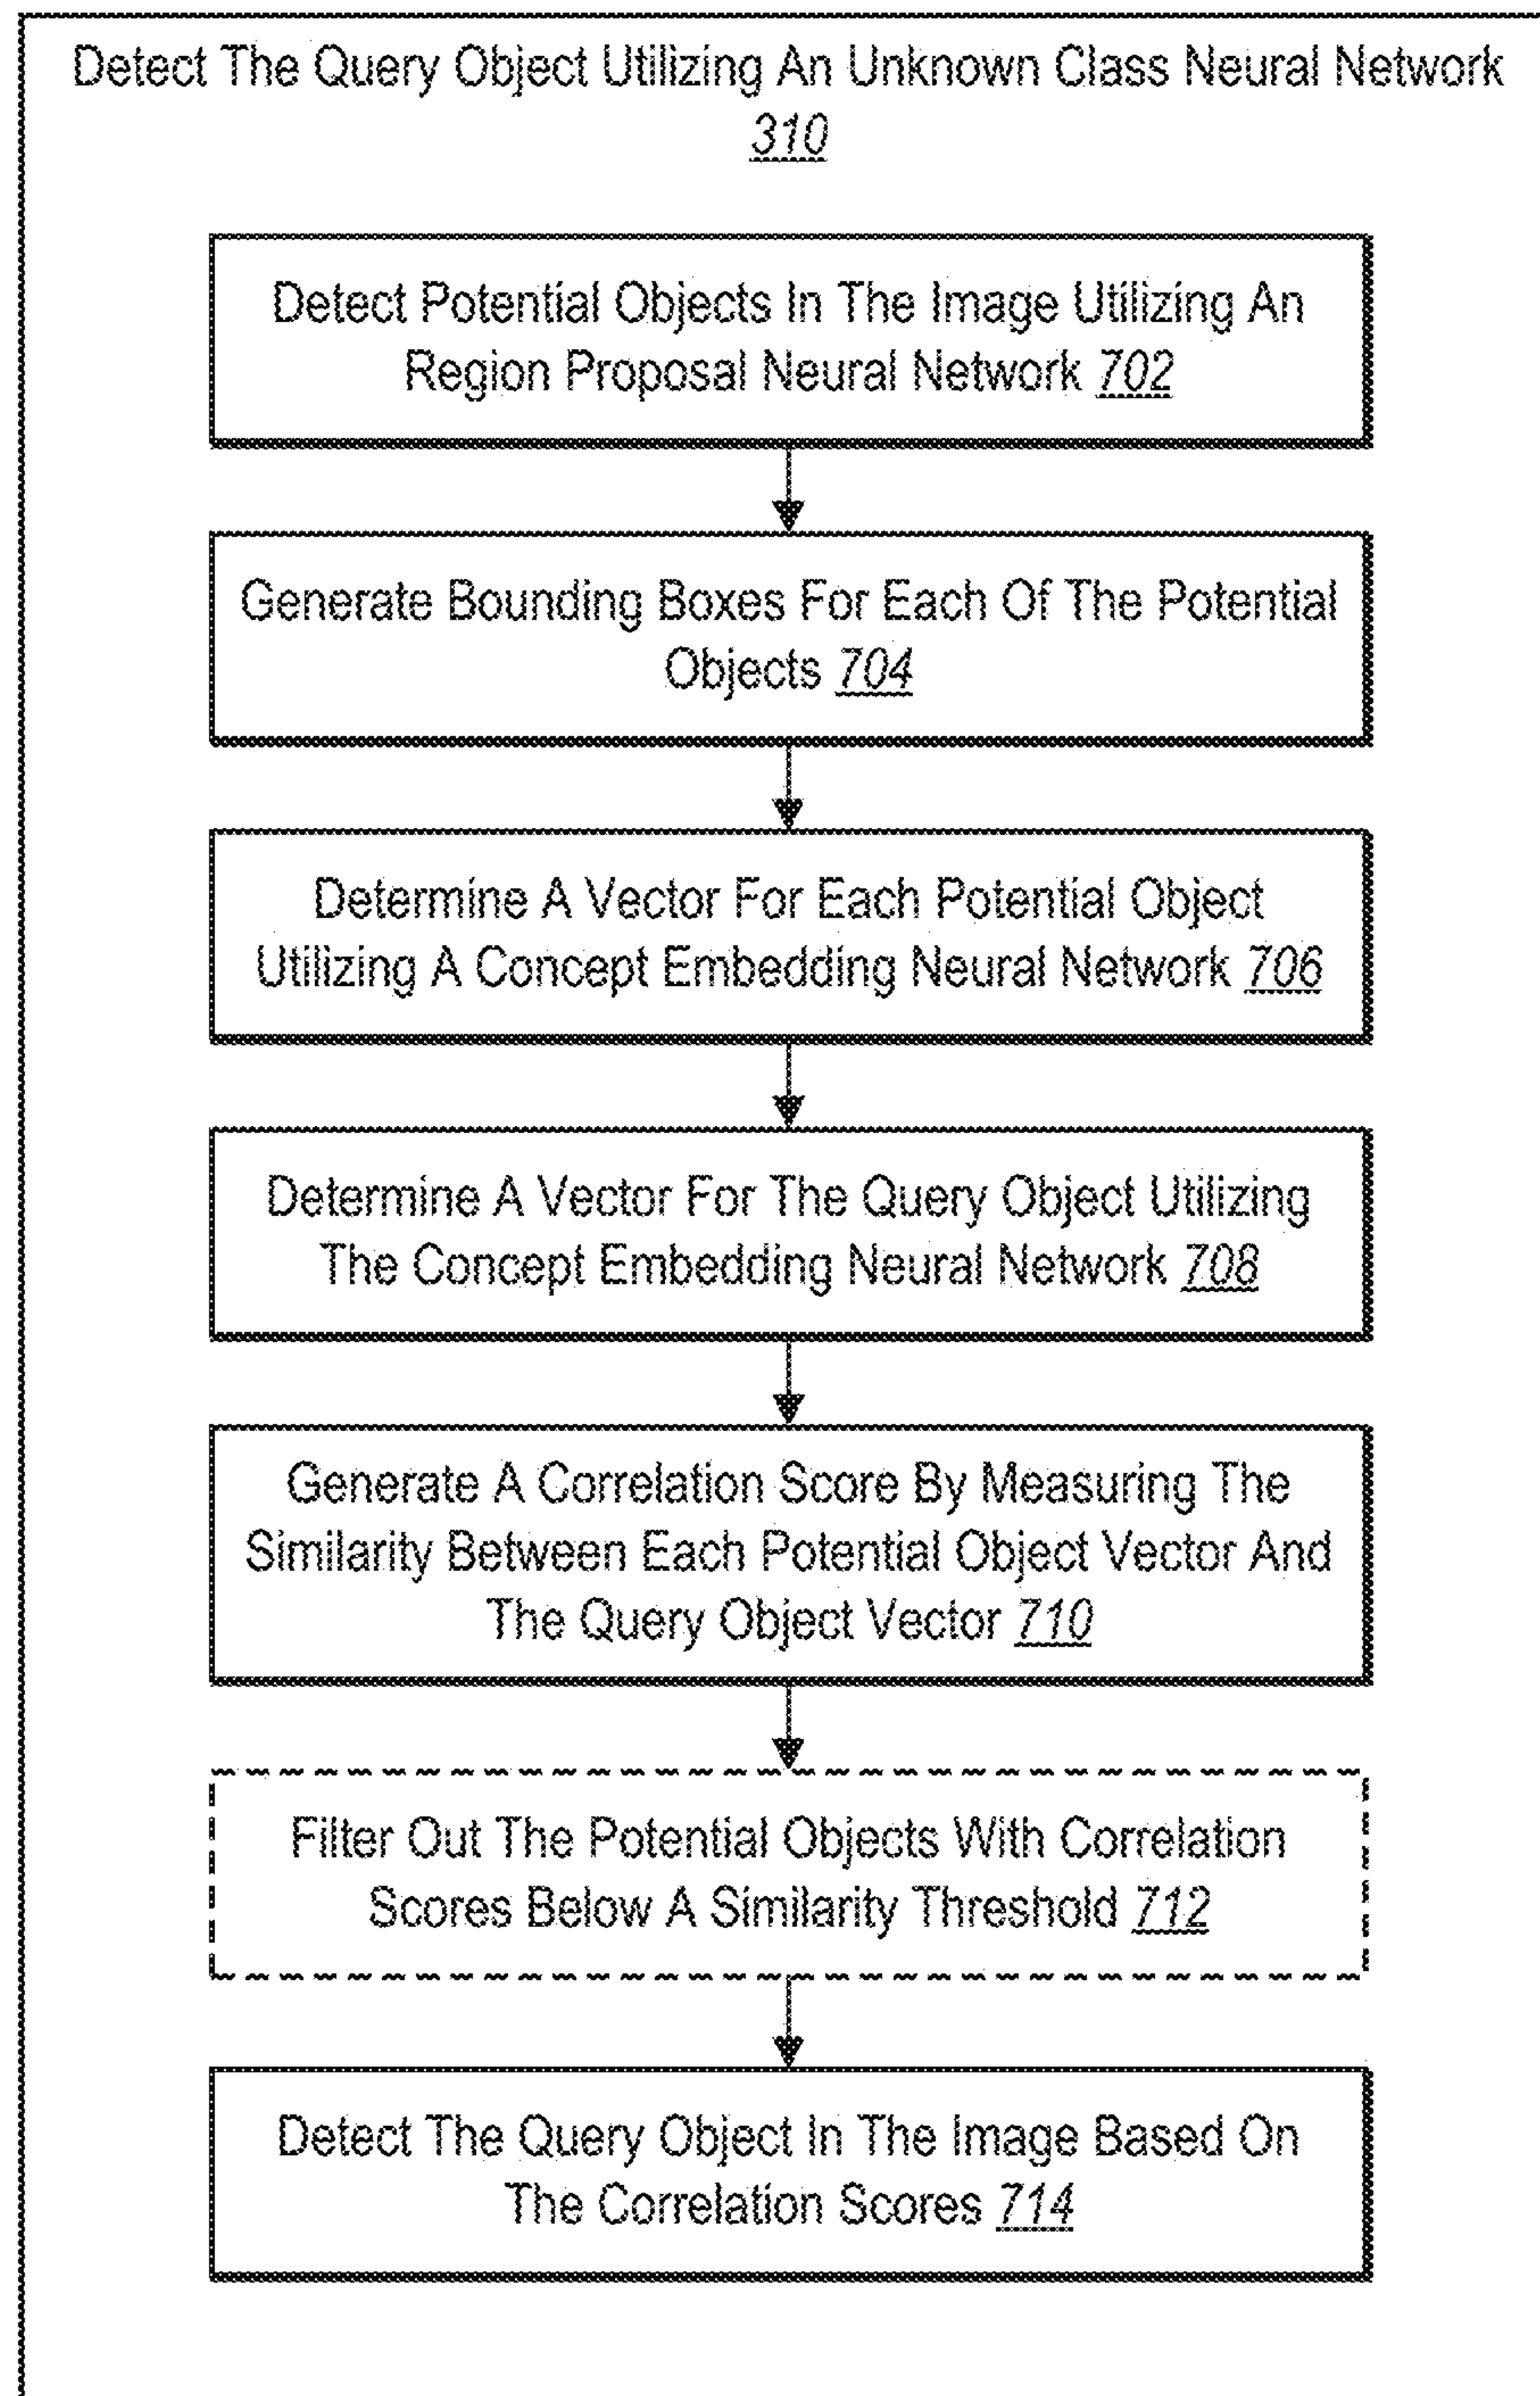 Detect The Query Object Utilizing An Unknown Class Neural Network
310
Detect Potential Objects In The Image Utilizing An
Region Proposal Neural Network 702
Generate Bounding Boxes For Each Of The Potential
Objects 704
Determine A Vector For Each Potential Object
Utilizing A Concept Embedding Neural Network 706
Determine A Vector For The Query Object Utilizing
The Concept Embedding Neural Network 708
Generate A Correlation Score By Measuring The
Similarity Between Each Potential Object Vector And
The Query Object Vector 710
Filter Out The Potential Objects With Correlation
Scores Below A Similarity Threshold 712
Detect The Query Object In The Image Based On
The Correlation Scores 714